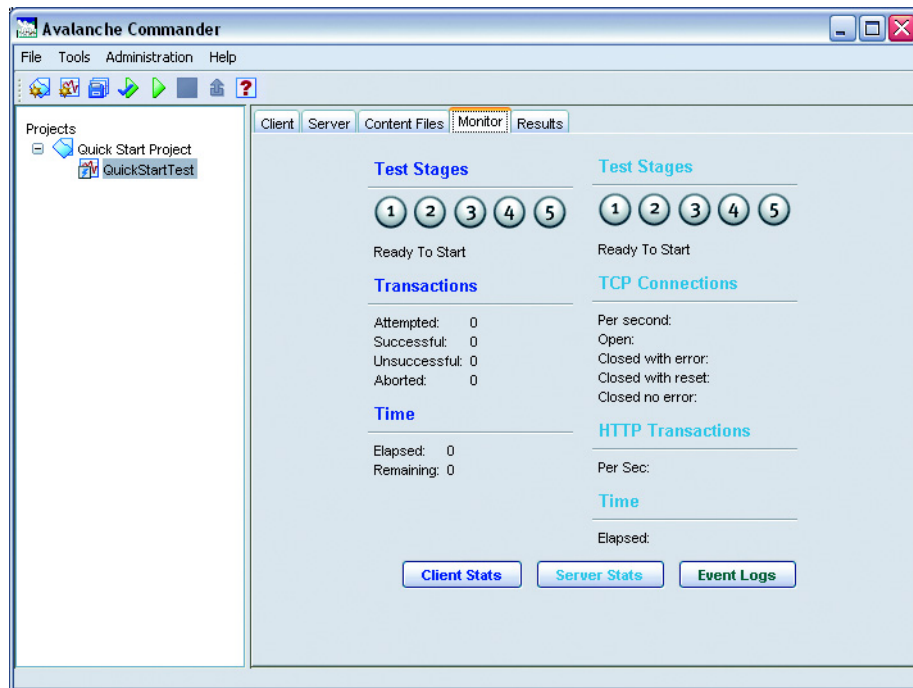 Avalanche Commander
File Tools Administration Help
?
Projects
Quick Start Project
QuickStartTest
Client Server Content Files Monitor Results
Test Stages
1 2 3 4 5
Ready To Start
Transactions
Attempted: 0
Successful: 0
Unsuccessful: 0
Aborted: 0
Time
Elapsed: 0
Remaining: 0
Test Stages
1 2 3 4 5
Ready To Start
TCP Connections
Per second:
Open:
Closed with error:
Closed with reset:
Closed no error:
HTTP Transactions
Per Sec:
Time
Elapsed:
Client Stats Server Stats Event Logs